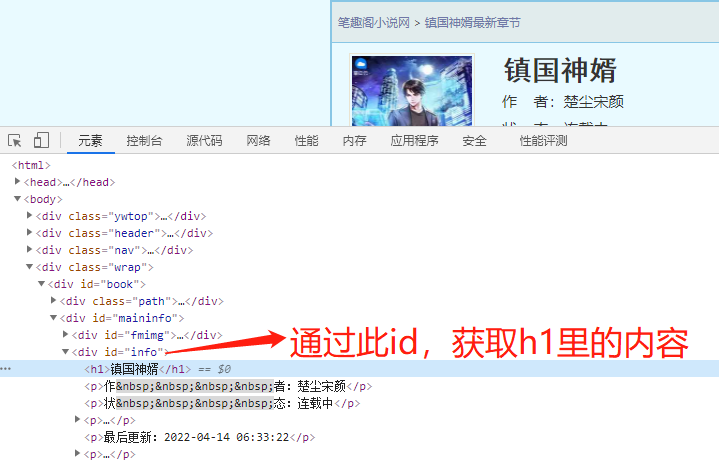 笔趣阁小说网 > 镇国神婿最新章节
镇国神婿
作 者：楚尘宋颜
元素 控制台 源代码 网络 性能 内存 应用程序 安全 性能评测
<html>
<head>…</head>
<body>
<div class="ywtop">…</div>
<div class="header">…</div>
<div class="nav">…</div>
<div class="wrap">
<div id="book">
<div class="path">…</div>
<div id="maininfo">
<div id="fmimg">…</div>
<div id="info">
通过此id，获取h1里的内容
<h1>镇国神婿</h1> == $0
<p>作&nbsp;&nbsp;&nbsp;&nbsp;者：楚尘宋颜</p>
<p>状&nbsp;&nbsp;&nbsp;&nbsp;态：连载中</p>
<p>…</p>
<p>最后更新：2022-04-14 06:33:22</p>
<p>…</p>